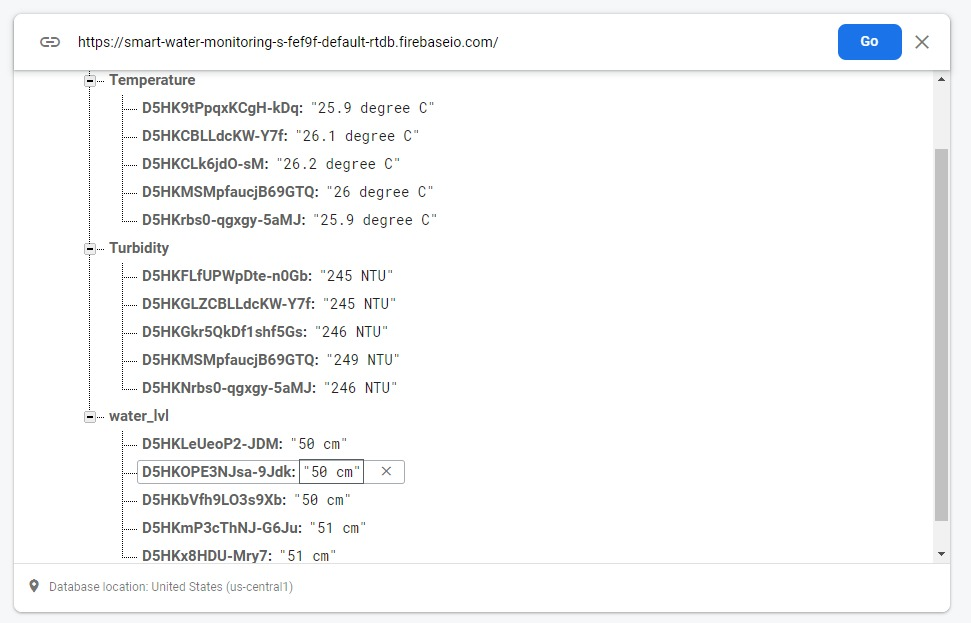 https://smart-water-monitoring-s-fef9f-default-rtdb.firebaseio.com/
Go
Temperature
D5HK9tPpqxKCgH-kDq: "25.9 degree C"
D5HKCBLLdcKW-Y7f: "26.1 degree C"
D5HKCLk6jdO-sM: "26.2 degree C"
D5HKMSMpfaucjB69GTQ: "26 degree C"
D5HKrbs0-qgxgy-5aMJ: "25.9 degree C"
Turbidity
D5HKFLfUPWpDte-n0Gb: "245 NTU"
D5HKGLZCBLLdcKW-Y7f: "245 NTU"
D5HKGkr5QkDf1shf5Gs: "246 NTU"
D5HKMSMpfaucjB69GTQ: "249 NTU"
D5HKNrbs0-qgxgy-5aMJ: "246 NTU"
water_lvl
D5HKLeUeoP2-JDM: "50 cm"
D5HKOPE3NJsa-9Jdk: "50 cm"
D5HKbVfh9LO3s9Xb: "50 cm"
D5HKmP3cThNJ-G6Ju: "51 cm"
D5HKx8HDU-Mry7: "51 cm"
Database location: United States (us-central1)